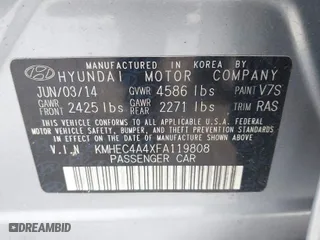 MANUFACTURED IN KOREA BY
HYUNDAI MOTOR COMPANY
JUN/03/14 GVWR 4586 lbs PAINT V7S
GAWR FRONT 2425 lbs GAWR REAR 2271 lbs TRIM RAS
THIS VEHICLE CONFORMS TO ALL APPLICABLE U.S.
FEDERAL MOTOR VEHICLE SAFETY, BUMPER, AND THEFT
PREVENTION STANDARDS IN EFFECT ON THE DATE OF
MANUFACTURE SHOWN ABOVE.
V.I.N KMHEC4A4XFA119808
PASSENGER CAR
© 2024 AutoBidMaster